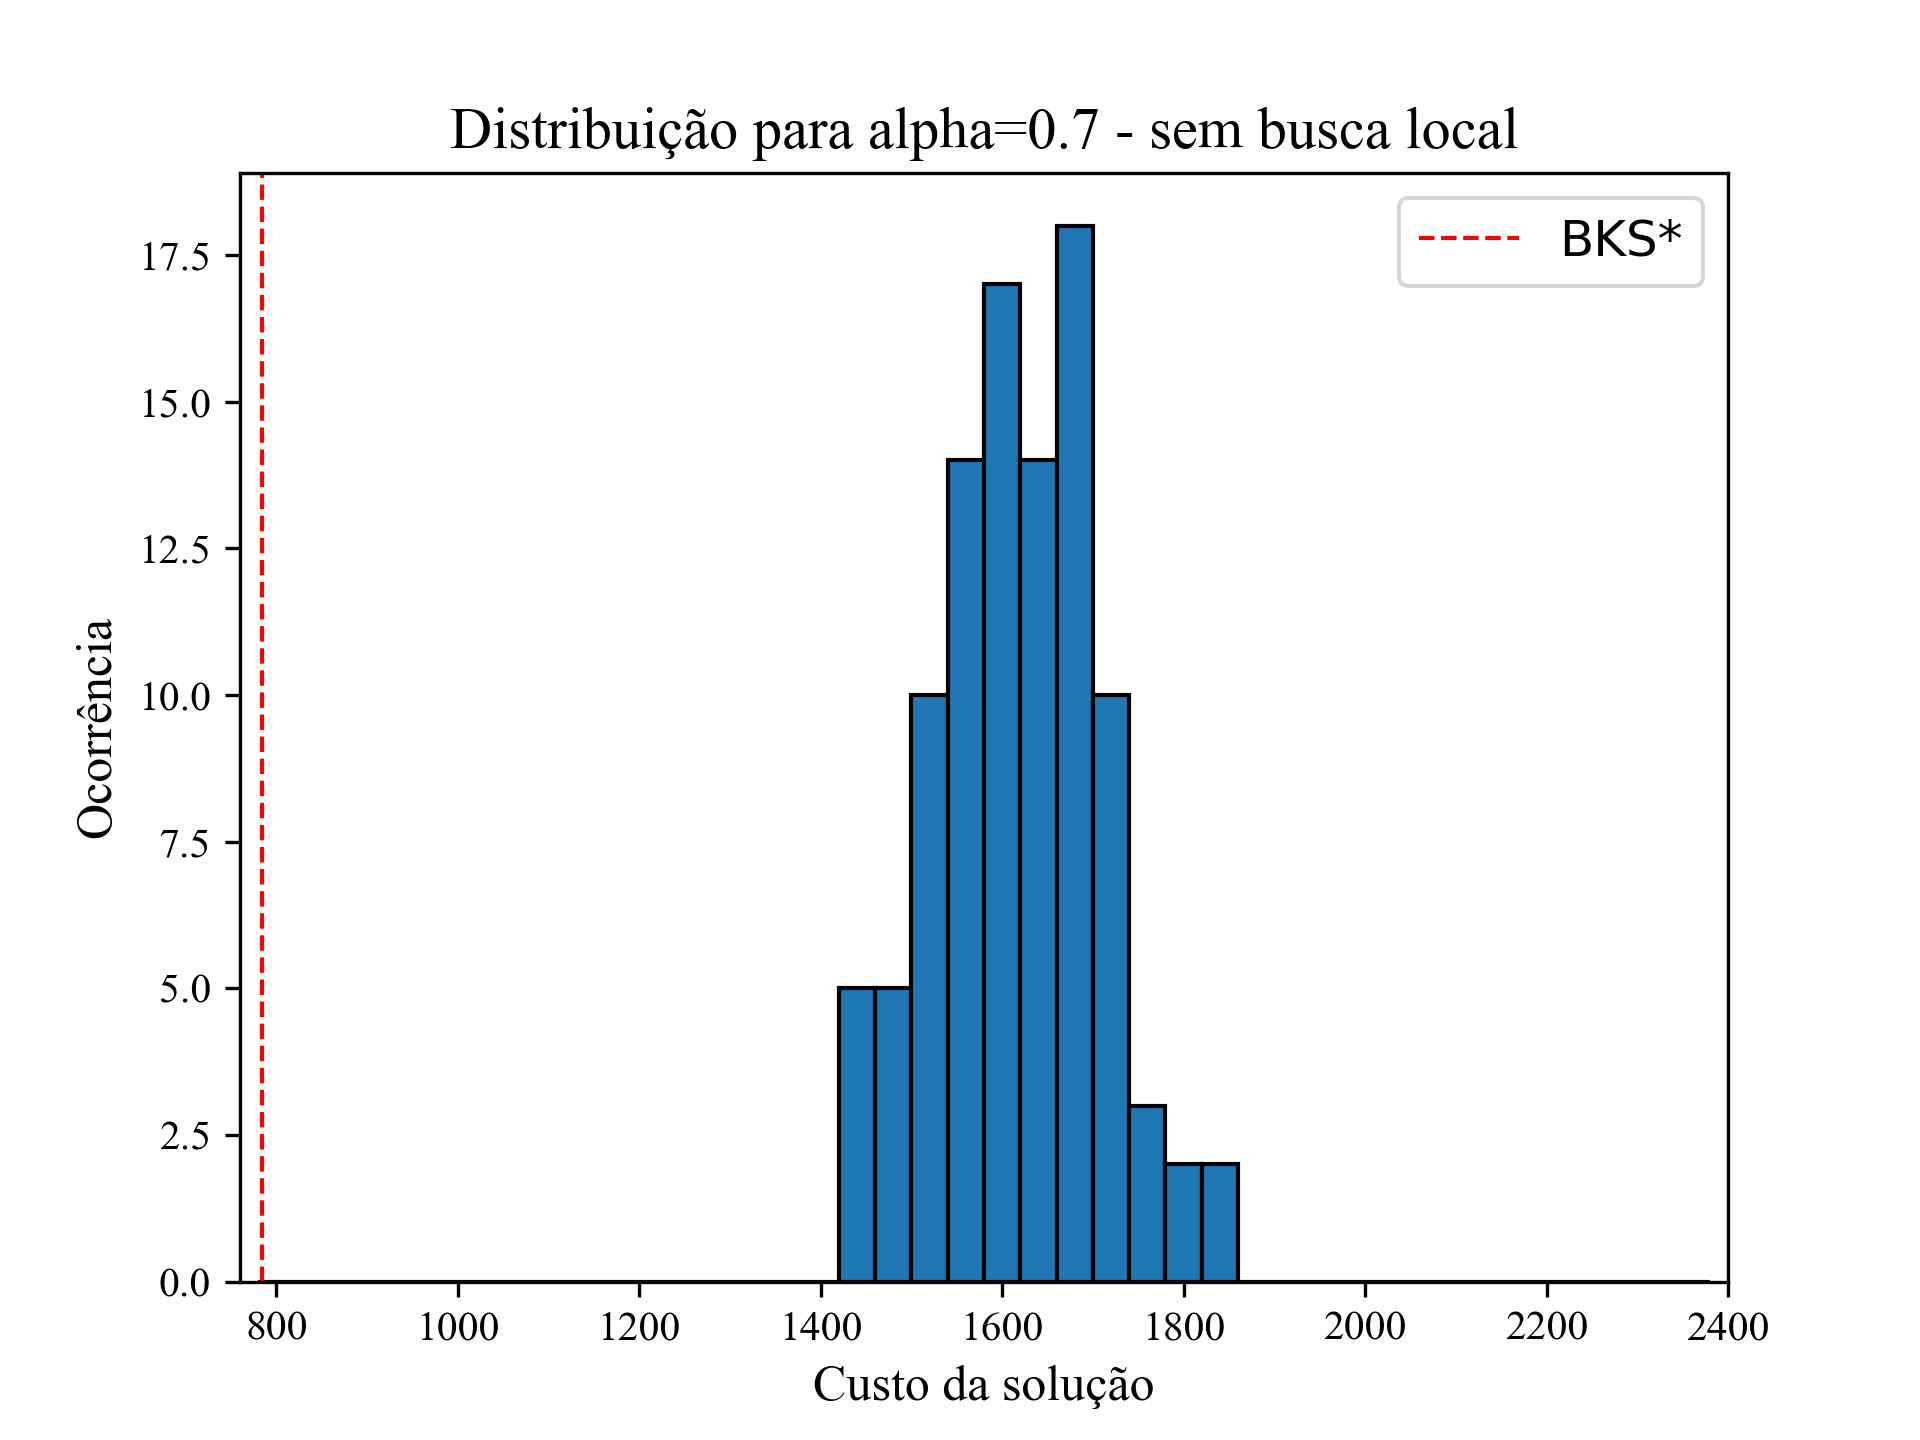 Distribuição para alpha=0.7 - sem busca local
BKS*
Ocorrência
17.5
15.0
12.5
10.0
7.5
5.0
2.5
0.0
800 1000 1200 1400 1600 1800 2000 2200 2400
Custo da solução